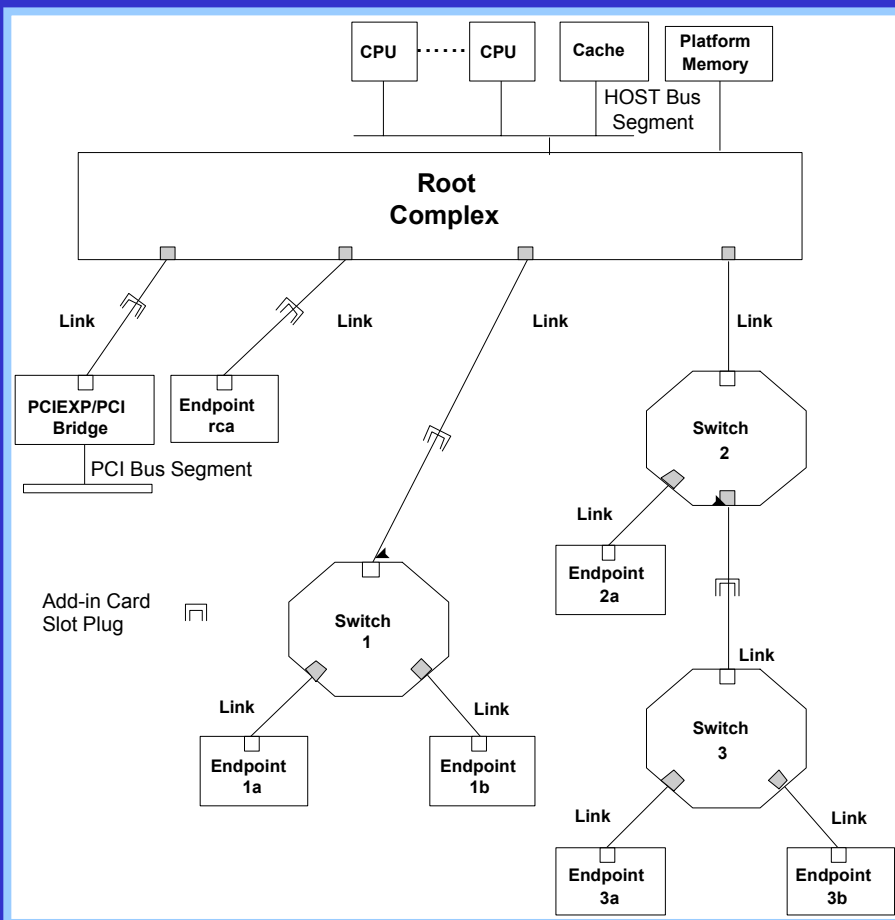 CPU
CPU
Cache
Platform
Memory
HOST Bus
Segment
Root
Complex
Link
Link
Link
Link
PCIEXP/PCI
Bridge
Endpoint
rca
PCI Bus Segment
Switch
2
Link
Endpoint
2a
Add-in Card
Slot Plug
Switch
1
Link
Link
Link
Endpoint
1a
Endpoint
1b
Switch
3
Link
Link
Endpoint
3a
Endpoint
3b